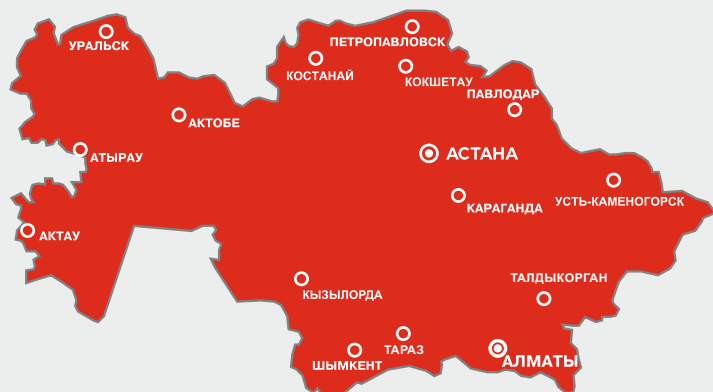 УРАЛЬСК
ПЕТРОПАВЛОВСК
КОСТАНАЙ
КОКШЕТАУ
ПАВЛОДАР
АКТОБЕ
АТЫРАУ
АСТАНА
КАРАГАНДА
УСТЬ-КАМЕНОГОРСК
АКТАУ
ТАЛДЫКОРГАН
КЫЗЫЛОРДА
ТАРАЗ
ШЫМКЕНТ
АЛМАТЫ